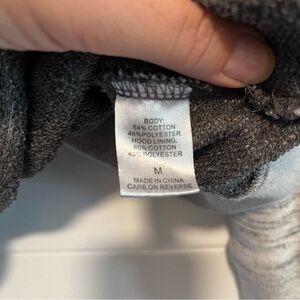 BODY:
54% COTTON
46%POLYESTER
HOOD LINING,
60% COTTON
40% POLYESTER
M
MADE IN CHINA
CARE ON REVERSE